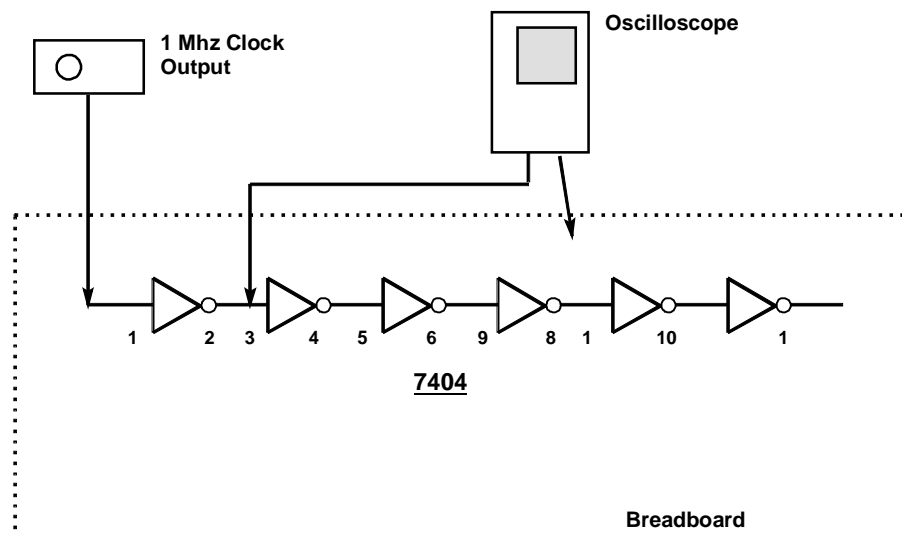 Oscilloscope
1 Mhz Clock
Output
1 2 3 4 5 6 9 8 1 10 1
7404
Breadboard